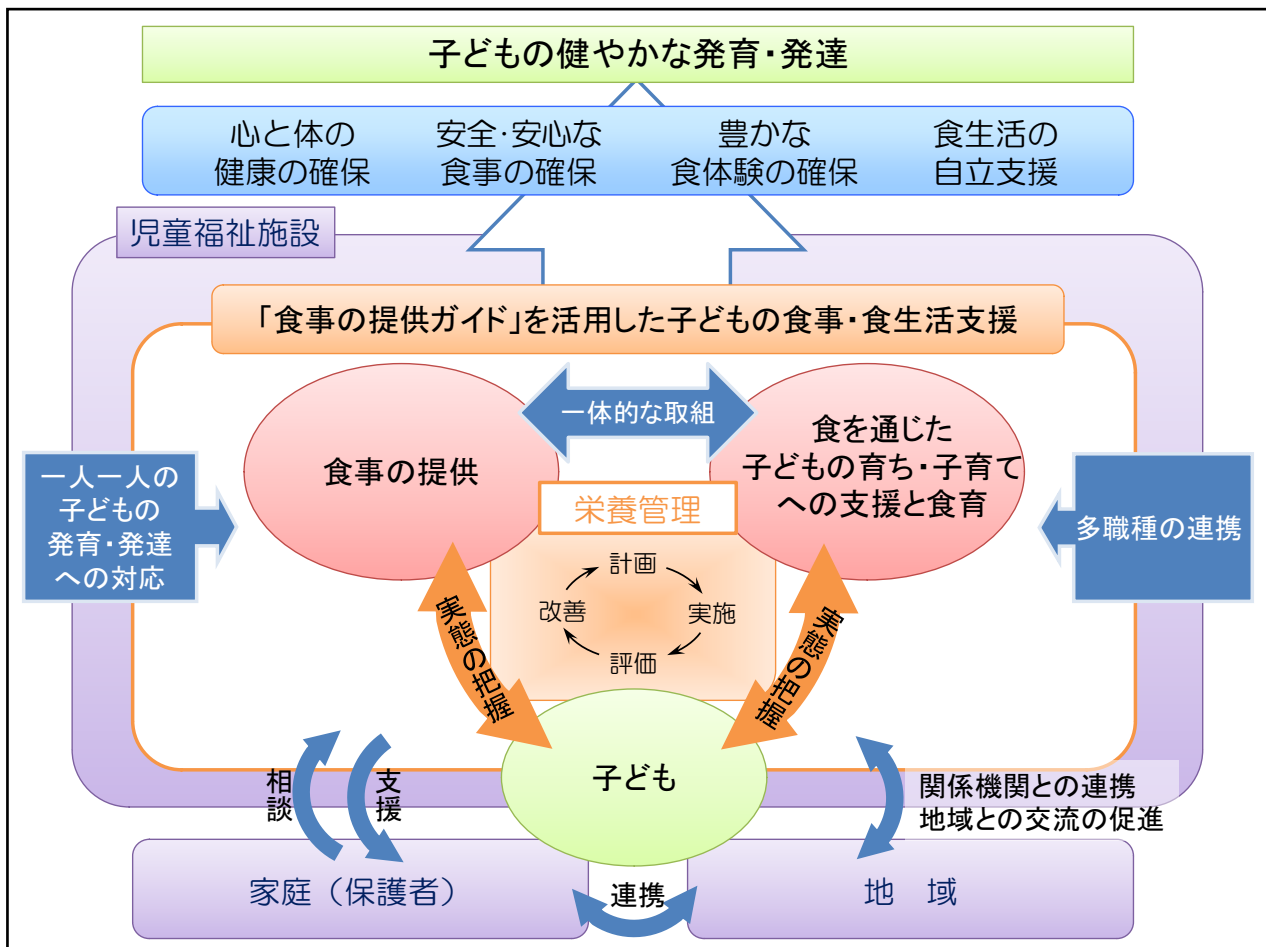 子どもの健やかな発育・発達
心と体の
健康の確保
安全・安心な
食事の確保
豊かな
食体験の確保
食生活の
自立支援
児童福祉施設
「食事の提供ガイド」を活用した子どもの食事・食生活支援
一体的な取組
食事の提供
食を通じた
子どもの育ち・子育て
への支援と食育
一人一人の
子どもの
発育・発達
への対応
多職種の連携
栄養管理
計画
改善
実施
評価
実態の把握
実態の把握
子ども
相談
支援
関係機関との連携
地域との交流の促進
家庭（保護者）
連携
地　域